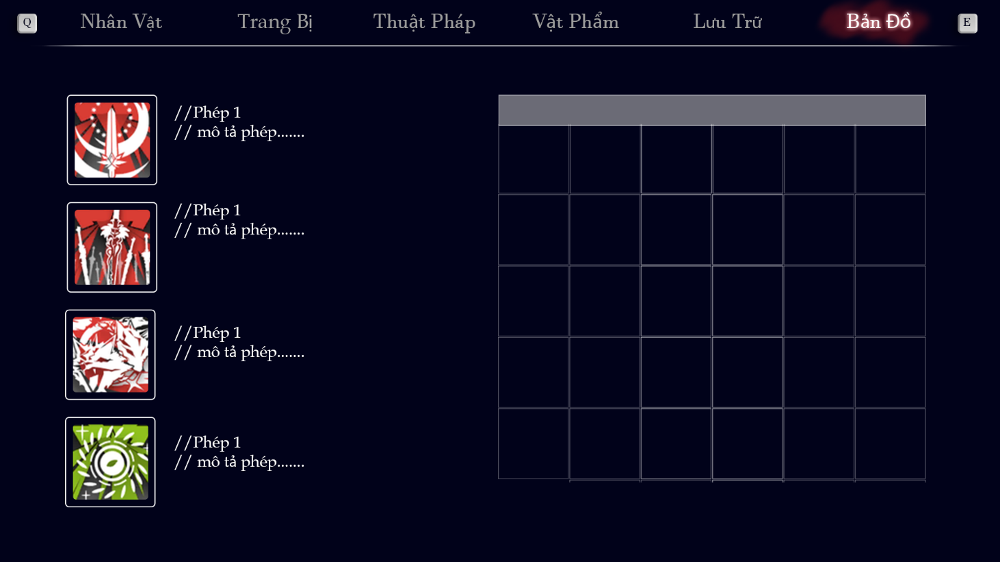 Q
Nhân Vật
Trang Bị
Thuật Pháp
Vật Phẩm
Lưu Trữ
Bản Đồ
E
//Phép 1
// mô tả phép.......
//Phép 1
// mô tả phép.......
//Phép 1
// mô tả phép.......
//Phép 1
// mô tả phép.......